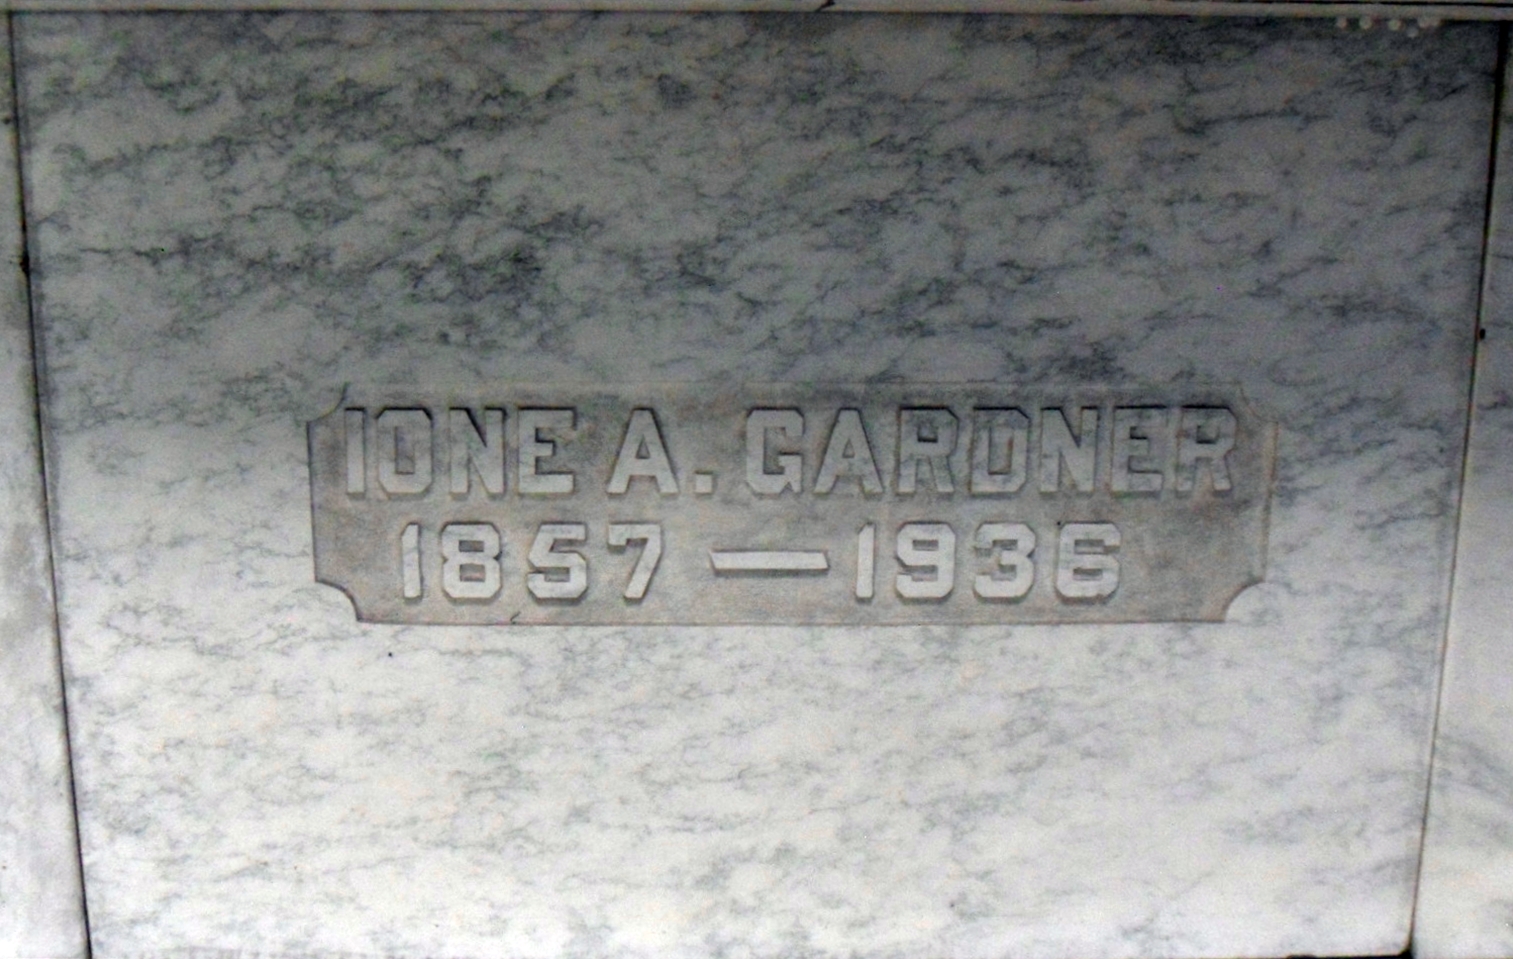 IONE A. GARDNER
1857 — 1936